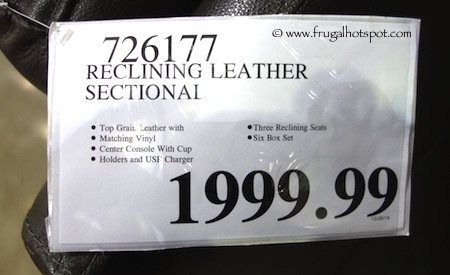 © www.frugalhotspot.com
726177
RECLINING LEATHER
SECTIONAL
• Top Grain Leather with
• Matching Vinyl
• Center Console With Cup
• Holders and USB Charger
• Three Reclining Seats
• Six Box Set
1999.99